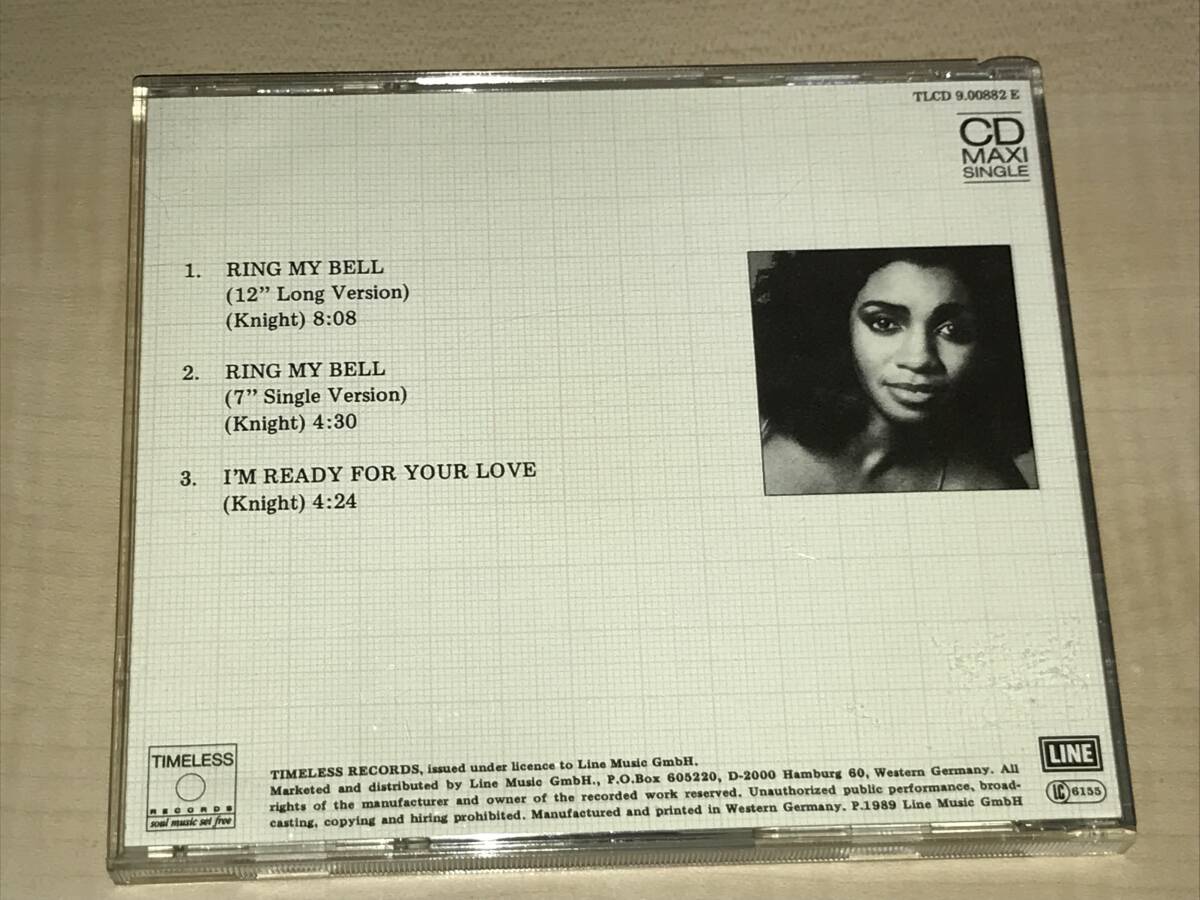 TLCD 9.00882 E
CD
MAXI
SINGLE
1. RING MY BELL
(12” Long Version)
(Knight) 8:08
2. RING MY BELL
(7” Single Version)
(Knight) 4:30
3. I’M READY FOR YOUR LOVE
(Knight) 4:24
TIMELESS
RECORDS
soul music set free
TIMELESS RECORDS, issued under licence to Line Music GmbH.
Marketed and distributed by Line Music GmbH., P.O.Box 605220, D-2000 Hamburg 60, Western Germany. All
rights of the manufacturer and owner of the recorded work reserved. Unauthorized public performance, broad-
casting, copying and hiring prohibited. Manufactured and printed in Western Germany. P.1989 Line Music GmbH
LINE
LC 6155